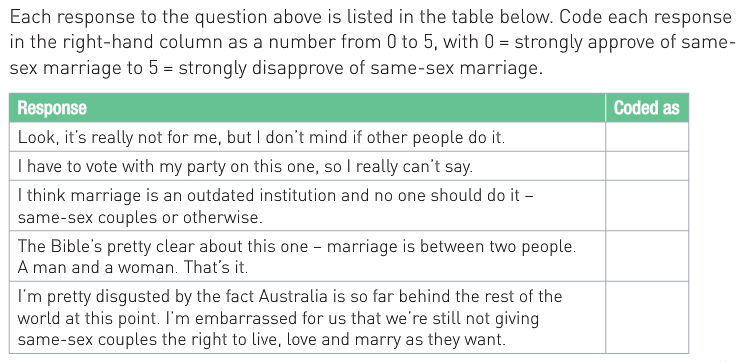 Each response to the question above is listed in the table below. Code each response
in the right-hand column as a number from 0 to 5, with 0 = strongly approve of same-
sex marriage to 5 = strongly disapprove of same-sex marriage.
Response Coded as
Look, it's really not for me, but I don't mind if other people do it.
I have to vote with my party on this one, so I really can't say.
I think marriage is an outdated institution and no one should do it –
same-sex couples or otherwise.
The Bible's pretty clear about this one – marriage is between two people.
A man and a woman. That's it.
I'm pretty disgusted by the fact Australia is so far behind the rest of the
world at this point. I'm embarrassed for us that we're still not giving
same-sex couples the right to live, love and marry as they want.